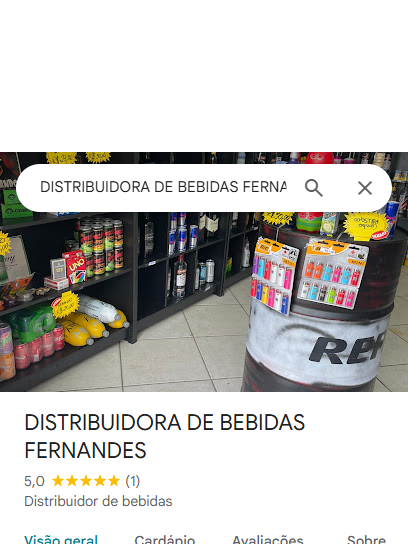 DISTRIBUIDORA DE BEBIDAS FERNA
UNO
REF
DISTRIBUIDORA DE BEBIDAS
FERNANDES
5,0 (1)
Distribuidor de bebidas
Visão geral Cardápio Avaliações Sobre